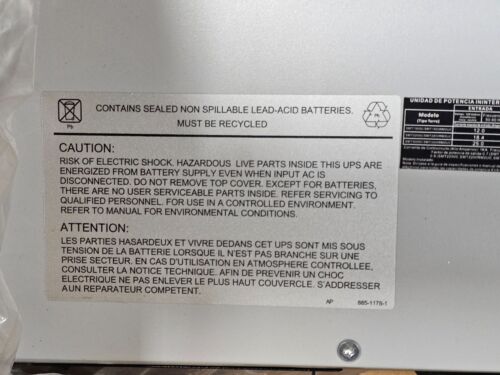 CONTAINS SEALED NON SPILLABLE LEAD-ACID BATTERIES.
MUST BE RECYCLED
Pb
Pb
CAUTION:
RISK OF ELECTRIC SHOCK. HAZARDOUS LIVE PARTS INSIDE THIS UPS ARE
ENERGIZED FROM BATTERY SUPPLY EVEN WHEN INPUT AC IS
DISCONNECTED. DO NOT REMOVE TOP COVER. EXCEPT FOR BATTERIES,
THERE ARE NO USER SERVICEABLE PARTS INSIDE. REFER SERVICING TO
QUALIFIED PERSONNEL. FOR USE IN A CONTROLLED ENVIRONMENT.
REFER TO MANUAL FOR ENVIRONMENTAL CONDITIONS.
ATTENTION:
LES PARTIES HASARDEUX ET VIVRE DEDANS CET UPS SONT MIS SOUS
TENSION DE LA BATTERIE LORSQUE IL N'EST PAS BRANCHE SUR UNE
PRISE SECTEUR. EN CAS D'UTILISATION EN ATMOSPHERE CONTROLLEE,
CONSULTER LA NOTICE TECHNIQUE. AFIN DE PREVENIR UN CHOC
ELECTRIQUE NE PAS ENLEVER LE PLUS HAUT COUVERCLE. S'ADDRESSER
AUN REPARATEUR COMPETENT.
AP 885-1178-1
UNIDAD DE POTENCIA ININTER
ENTRADA
Modelo
12.0